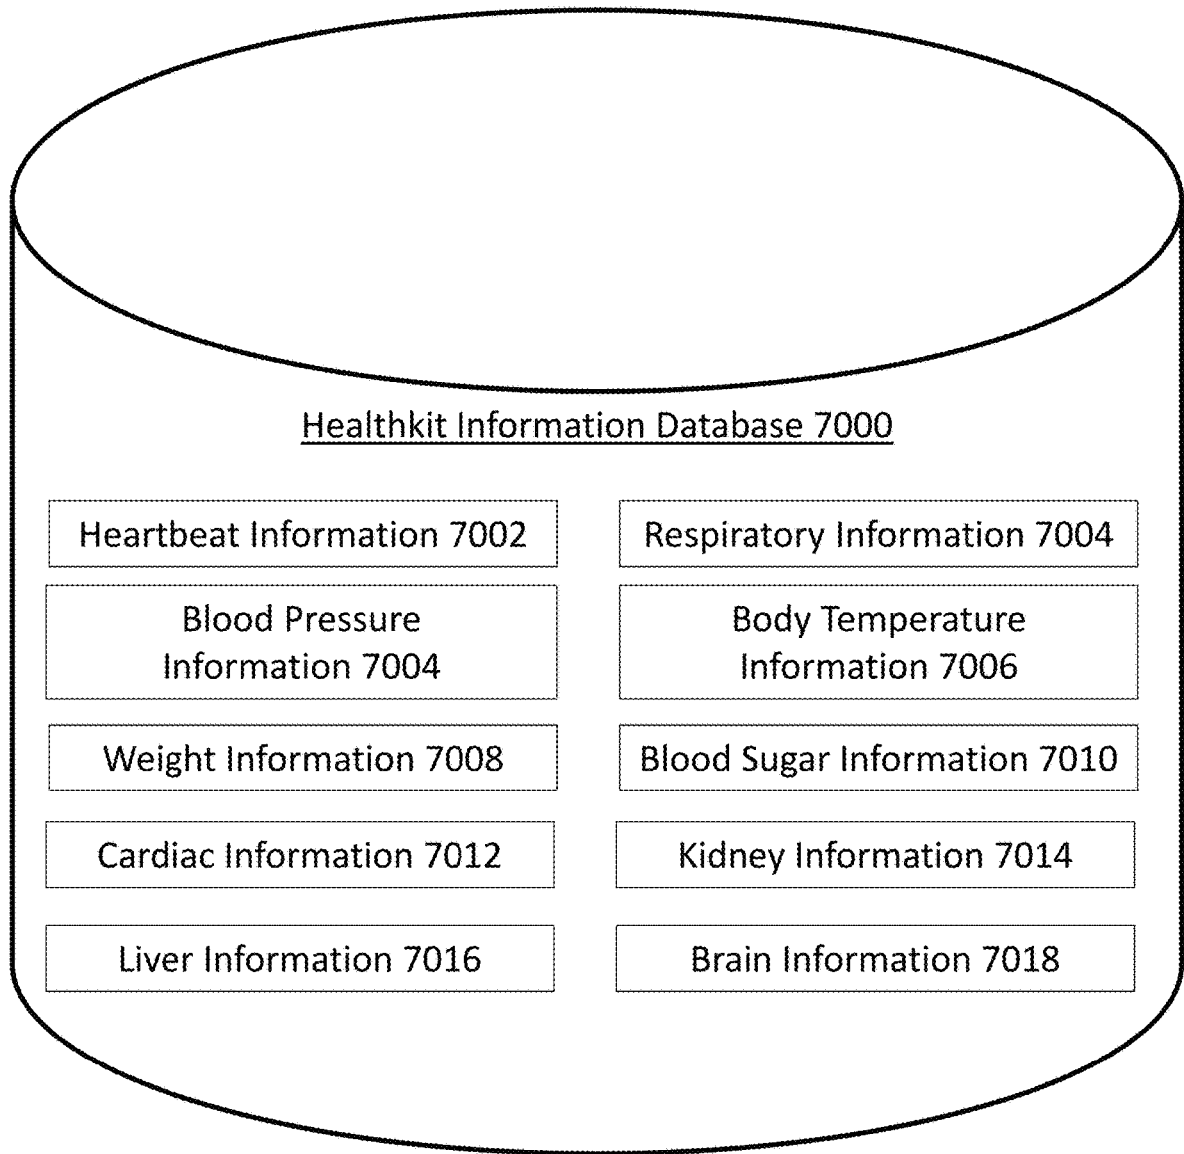 Healthkit Information Database 7000
Heartbeat Information 7002
Respiratory Information 7004
Blood Pressure
Information 7004
Body Temperature
Information 7006
Weight Information 7008
Blood Sugar Information 7010
Cardiac Information 7012
Kidney Information 7014
Liver Information 7016
Brain Information 7018